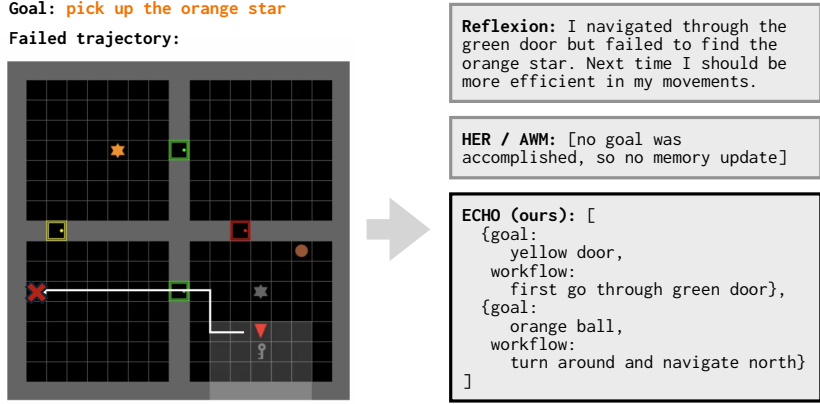 Goal: pick up the orange star
Failed trajectory:
Reflexion: I navigated through the
green door but failed to find the
orange star. Next time I should be
more efficient in my movements.
HER / AWM: [no goal was
accomplished, so no memory update]
ECHO (ours): [
{goal:
yellow door,
workflow:
first go through green door},
{goal:
orange ball,
workflow:
turn around and navigate north}
]